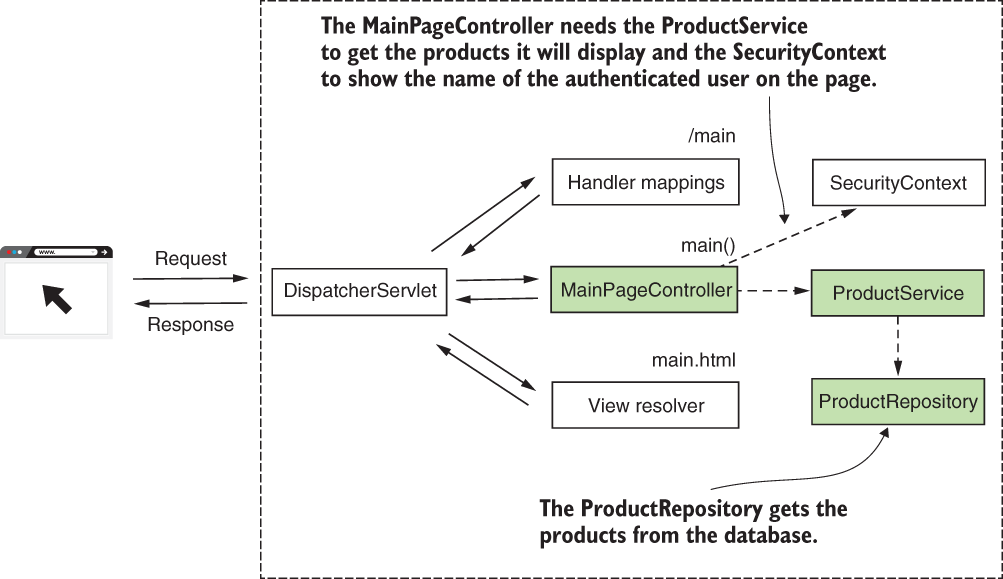 The MainPageController needs the ProductService
to get the products it will display and the SecurityContext
to show the name of the authenticated user on the page.
/main
Handler mappings
SecurityContext
www.
Request
main()
DispatcherServlet
MainPageController
ProductService
Response
main.html
View resolver
ProductRepository
The ProductRepository gets the
products from the database.